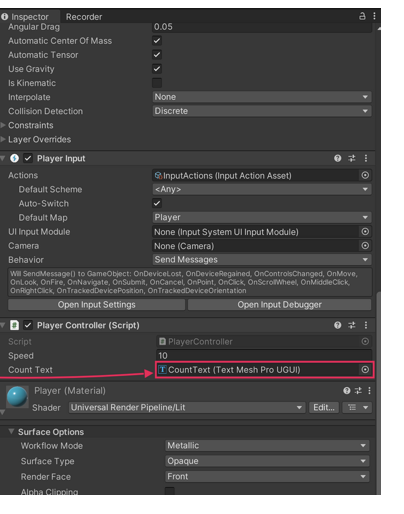 Inspector Recorder
Angular Drag 0.05
Automatic Center Of Mass
Automatic Tensor
Use Gravity
Is Kinematic
Interpolate None
Collision Detection Discrete
Constraints
Layer Overrides
Player Input
Actions InputActions (Input Action Asset)
Default Scheme <Any>
Auto-Switch
Default Map Player
UI Input Module None (Input System UI Input Module)
Camera None (Camera)
Behavior Send Messages
Will SendMessage() to GameObject: OnDeviceLost, OnDeviceRegained, OnControlsChanged, OnMove,
OnLook, OnFire, OnNavigate, OnSubmit, OnCancel, OnPoint, OnClick, OnScrollWheel, OnMiddleClick,
OnRightClick, OnTrackedDevicePosition, OnTrackedDeviceOrientation
Open Input Settings Open Input Debugger
Player Controller (Script)
Script PlayerController
Speed 10
Count Text CountText (Text Mesh Pro UGUI)
Player (Material)
Shader Universal Render Pipeline/Lit Edit...
Surface Options
Workflow Mode Metallic
Surface Type Opaque
Render Face Front
Alpha Clipping